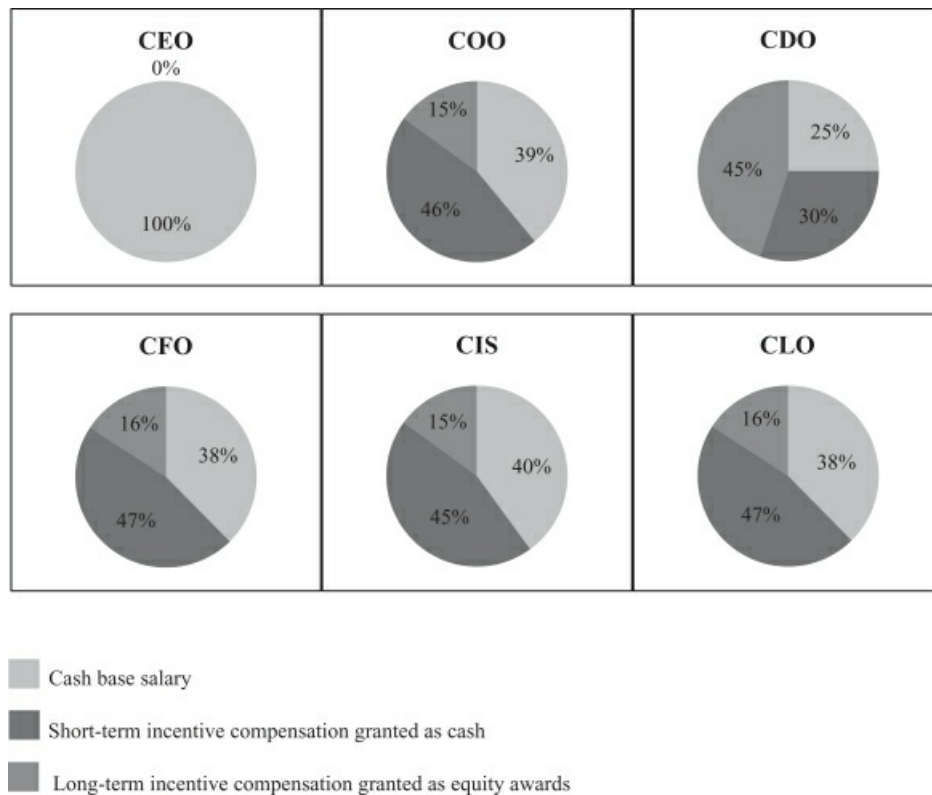 CEO
0%
100%
COO
15%
39%
46%
CDO
25%
45%
30%
CFO
16%
38%
47%
CIS
15%
40%
45%
CLO
16%
38%
47%
Cash base salary
Short-term incentive compensation granted as cash
Long-term incentive compensation granted as equity awards